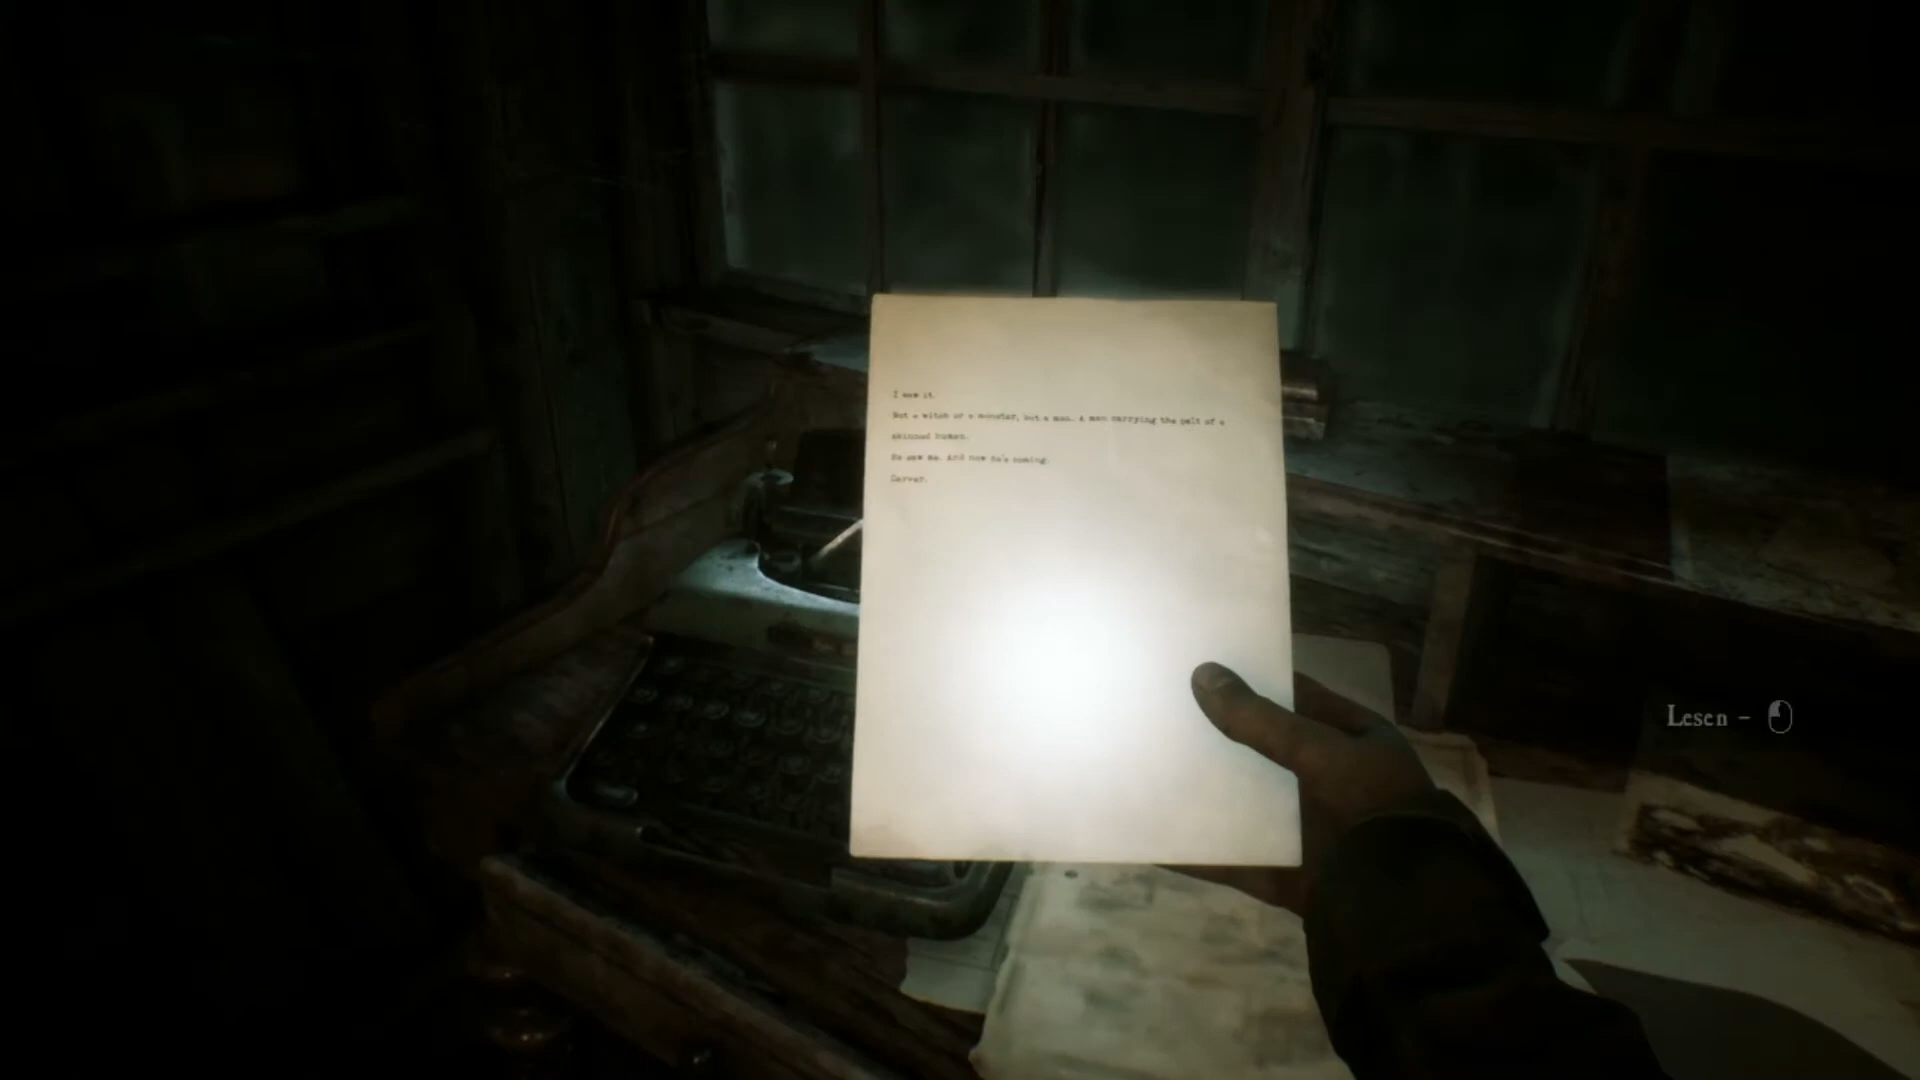 I saw it.
Not a witch or a monster, but a man. A man carrying the pelt of a
skinned human.
He saw me. And now he's coming.
Carver.
Lesen -